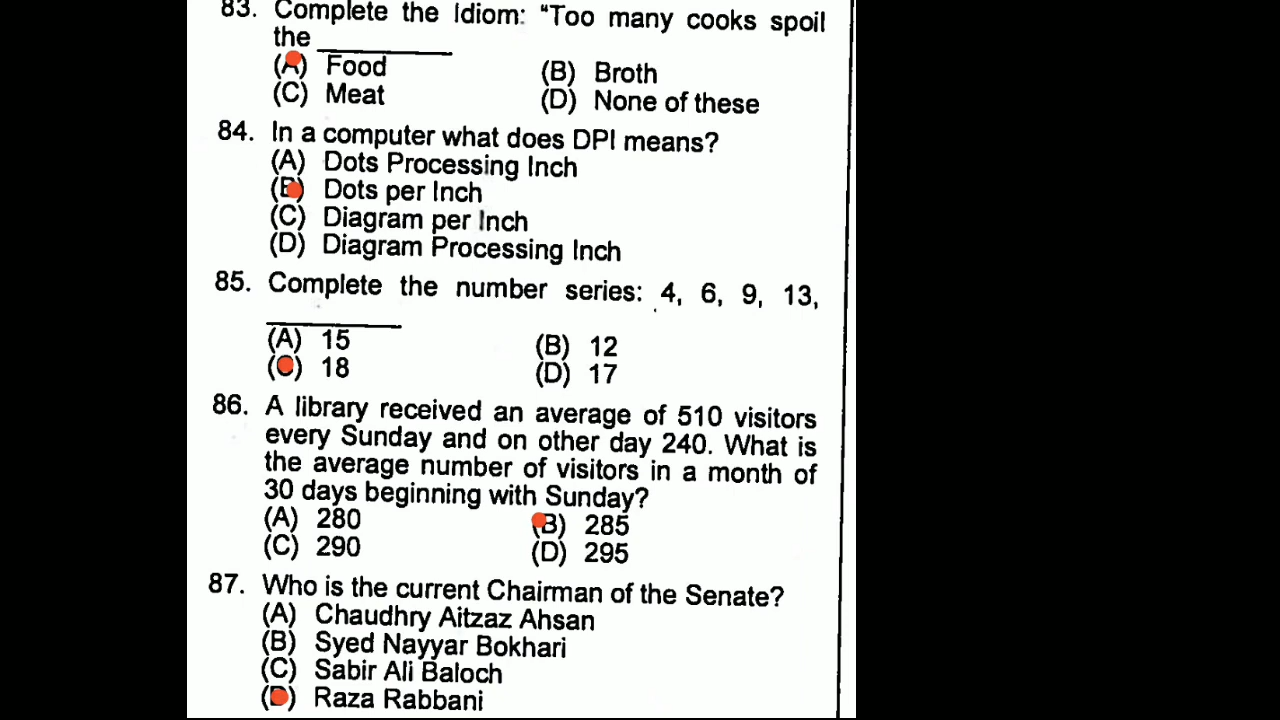 83. Complete the Idiom: "Too many cooks spoil
the ____________
(A) Food (B) Broth
(C) Meat (D) None of these
84. In a computer what does DPI means?
(A) Dots Processing Inch
(B) Dots per Inch
(C) Diagram per Inch
(D) Diagram Processing Inch
85. Complete the number series: 4, 6, 9, 13,
____________
(A) 15 (B) 12
(C) 18 (D) 17
86. A library received an average of 510 visitors
every Sunday and on other day 240. What is
the average number of visitors in a month of
30 days beginning with Sunday?
(A) 280 (B) 285
(C) 290 (D) 295
87. Who is the current Chairman of the Senate?
(A) Chaudhry Aitzaz Ahsan
(B) Syed Nayyar Bokhari
(C) Sabir Ali Baloch
(D) Raza Rabbani